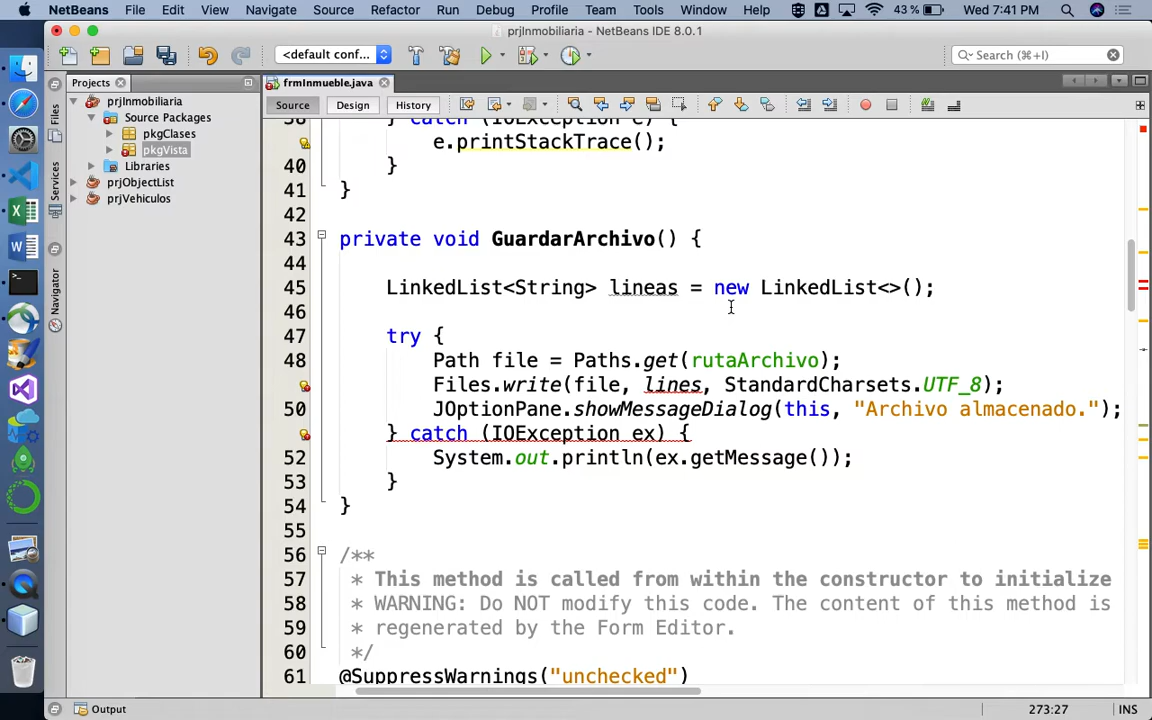 NetBeans File Edit View Navigate Source Refactor Run Debug Profile Team Tools Window Help 43 % Wed 7:41 PM
prjInmobiliaria - NetBeans IDE 8.0.1
<default conf... Search (⌘+I)
Projects
frmInmueble.java
Source Design History
prjInmobiliaria
Source Packages
pkgClases
pkgVista
Libraries
prjObjectList
prjVehiculos
Files
Services
Navigator
38 } catch (IOException e) {
e.printStackTrace();
40 }
41 }
42
43 private void GuardarArchivo() {
44
45 LinkedList<String> lineas = new LinkedList<>();
46
47 try {
48 Path file = Paths.get(rutaArchivo);
Files.write(file, lines, StandardCharsets.UTF_8);
50 JOptionPane.showMessageDialog(this, "Archivo almacenado.");
} catch (IOException ex) {
52 System.out.println(ex.getMessage());
53 }
54 }
55
56 /**
57 * This method is called from within the constructor to initialize
58 * WARNING: Do NOT modify this code. The content of this method is
59 * regenerated by the Form Editor.
60 */
61 @SuppressWarnings("unchecked")
Output 273:27 INS